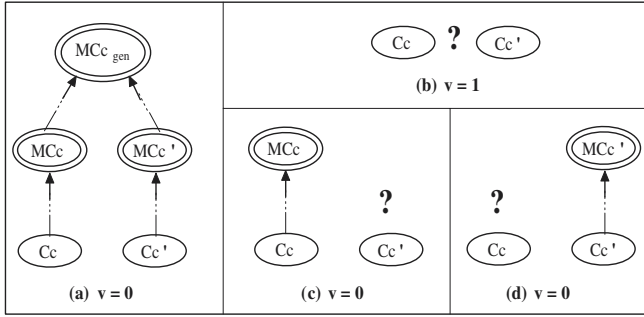 MCc gen
MCc
MCc '
Cc
Cc '
(a) v = 0
Cc
?
Cc '
(b) v = 1
MCc
?
Cc
Cc '
(c) v = 0
MCc '
?
Cc
Cc '
(d) v = 0